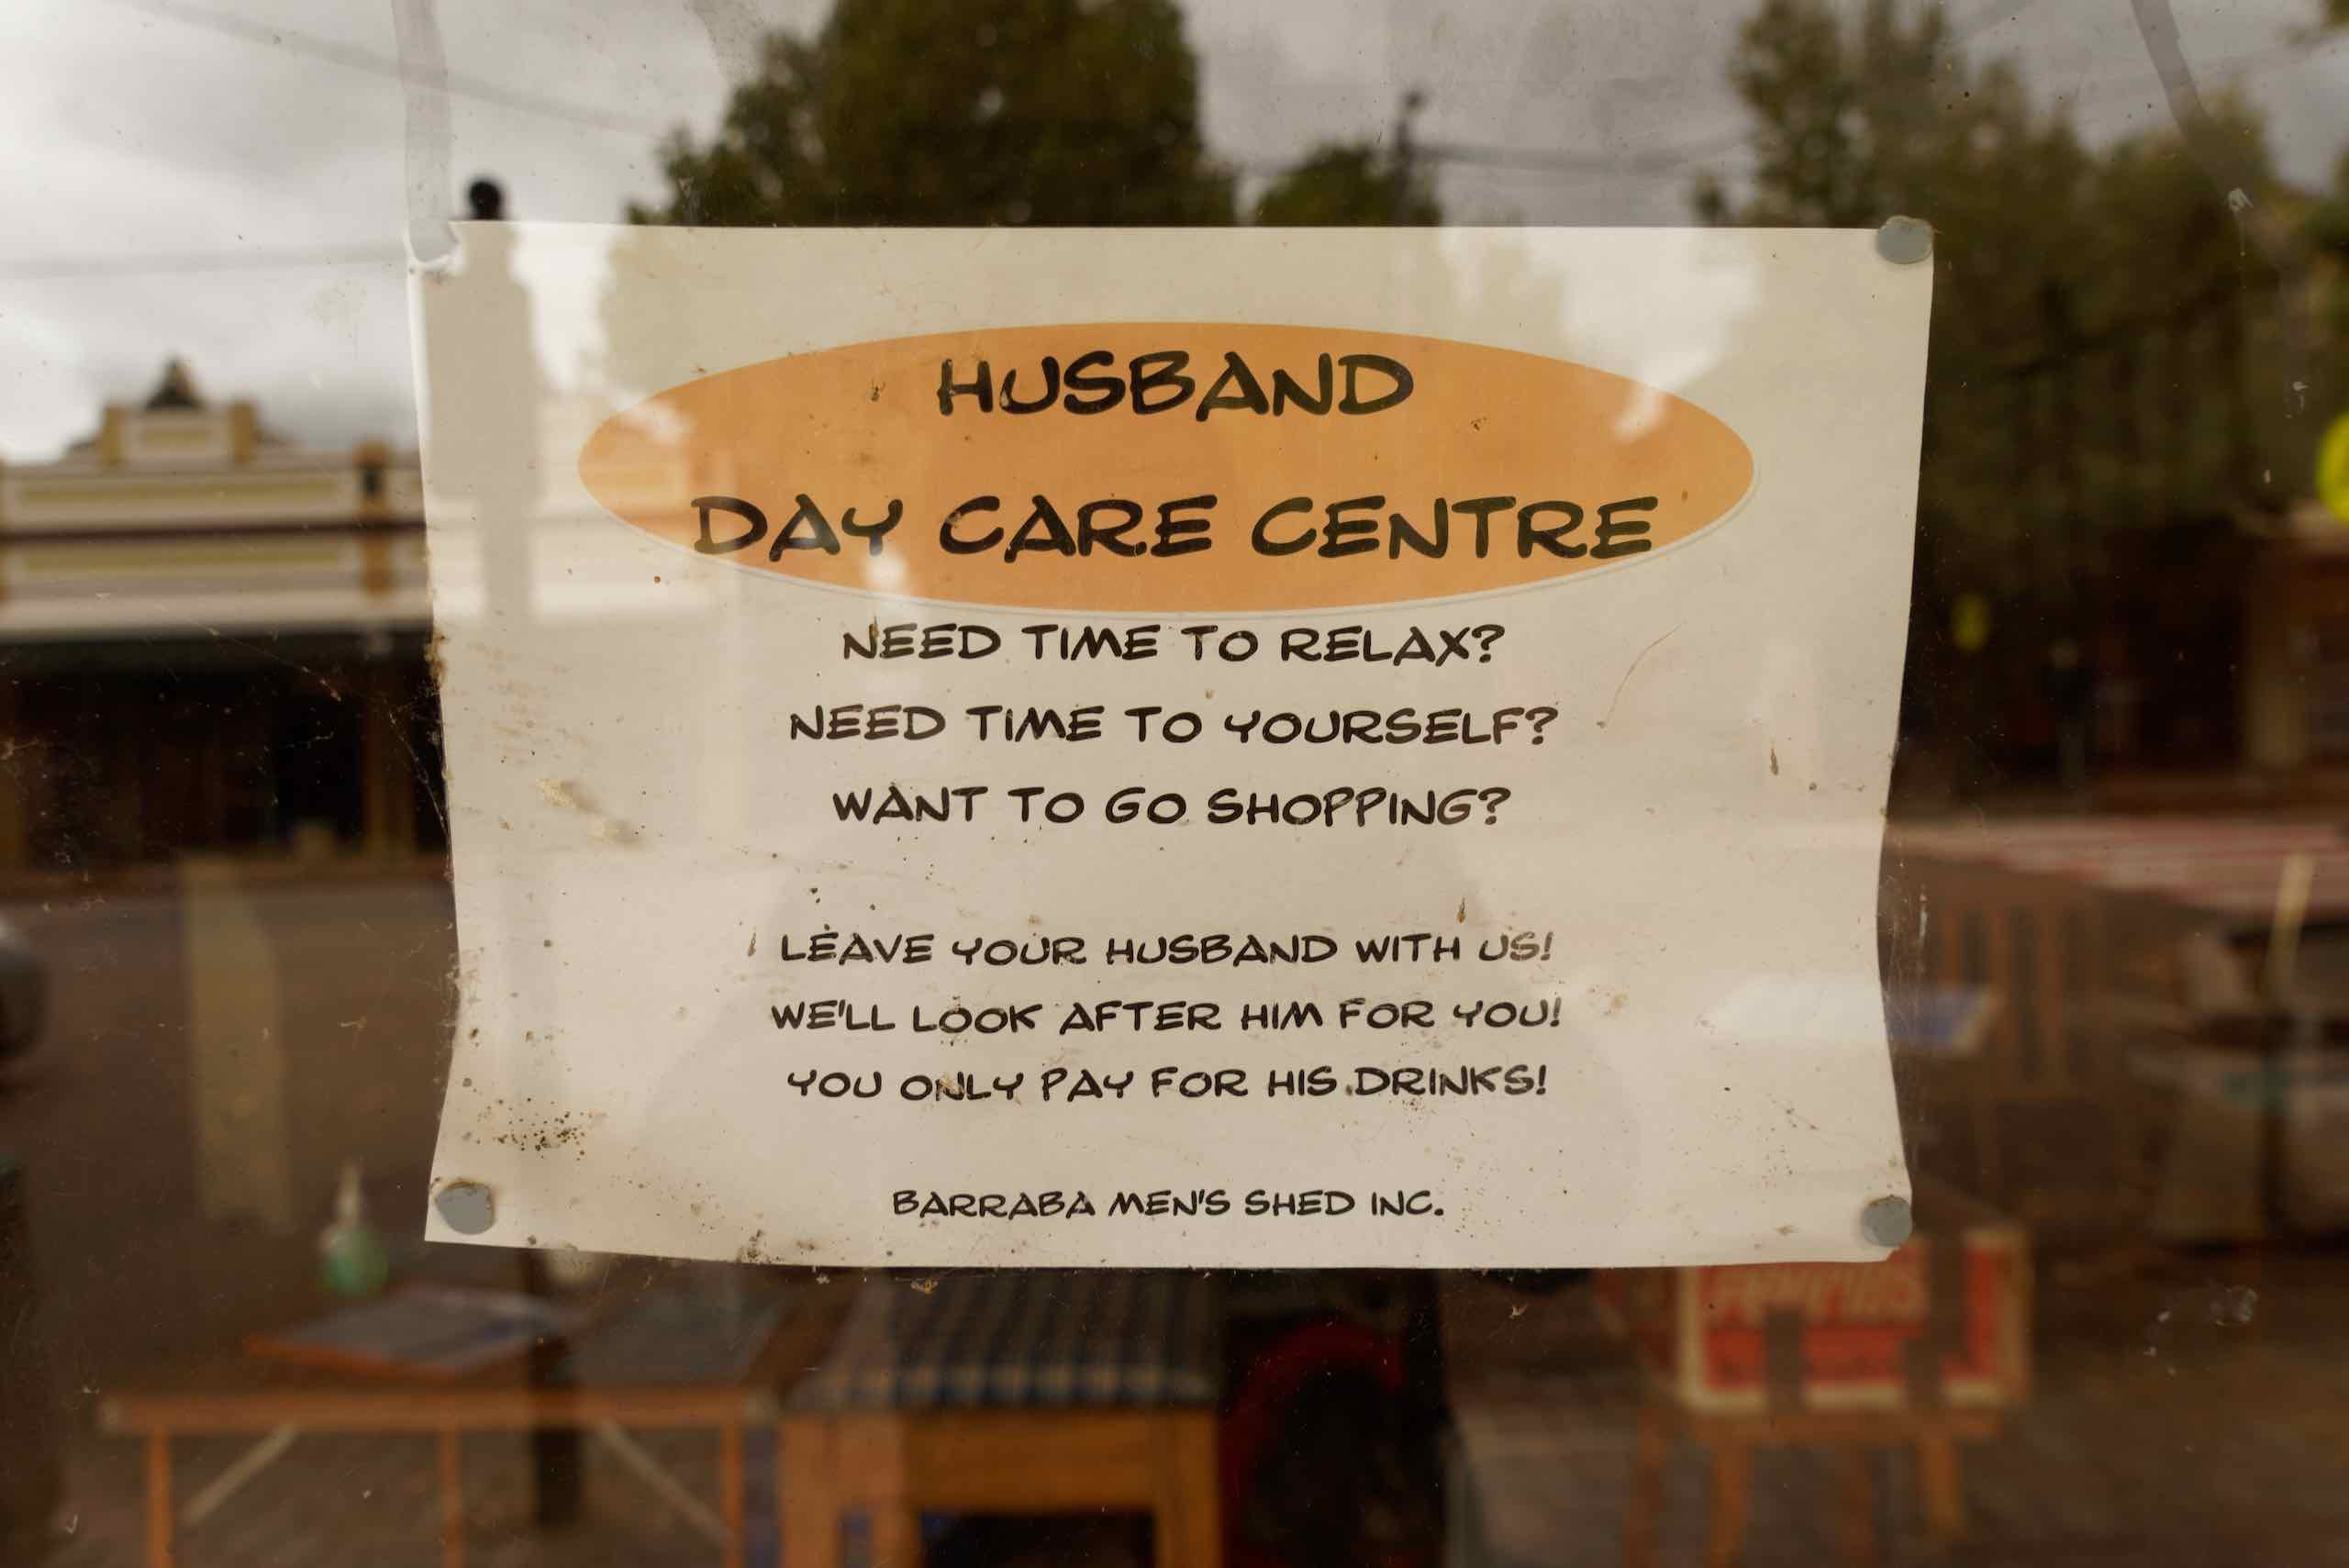 HUSBAND
DAY CARE CENTRE
NEED TIME TO RELAX?
NEED TIME TO YOURSELF?
WANT TO GO SHOPPING?
LEAVE YOUR HUSBAND WITH US!
WE'LL LOOK AFTER HIM FOR YOU!
YOU ONLY PAY FOR HIS DRINKS!
BARRABA MEN'S SHED INC.